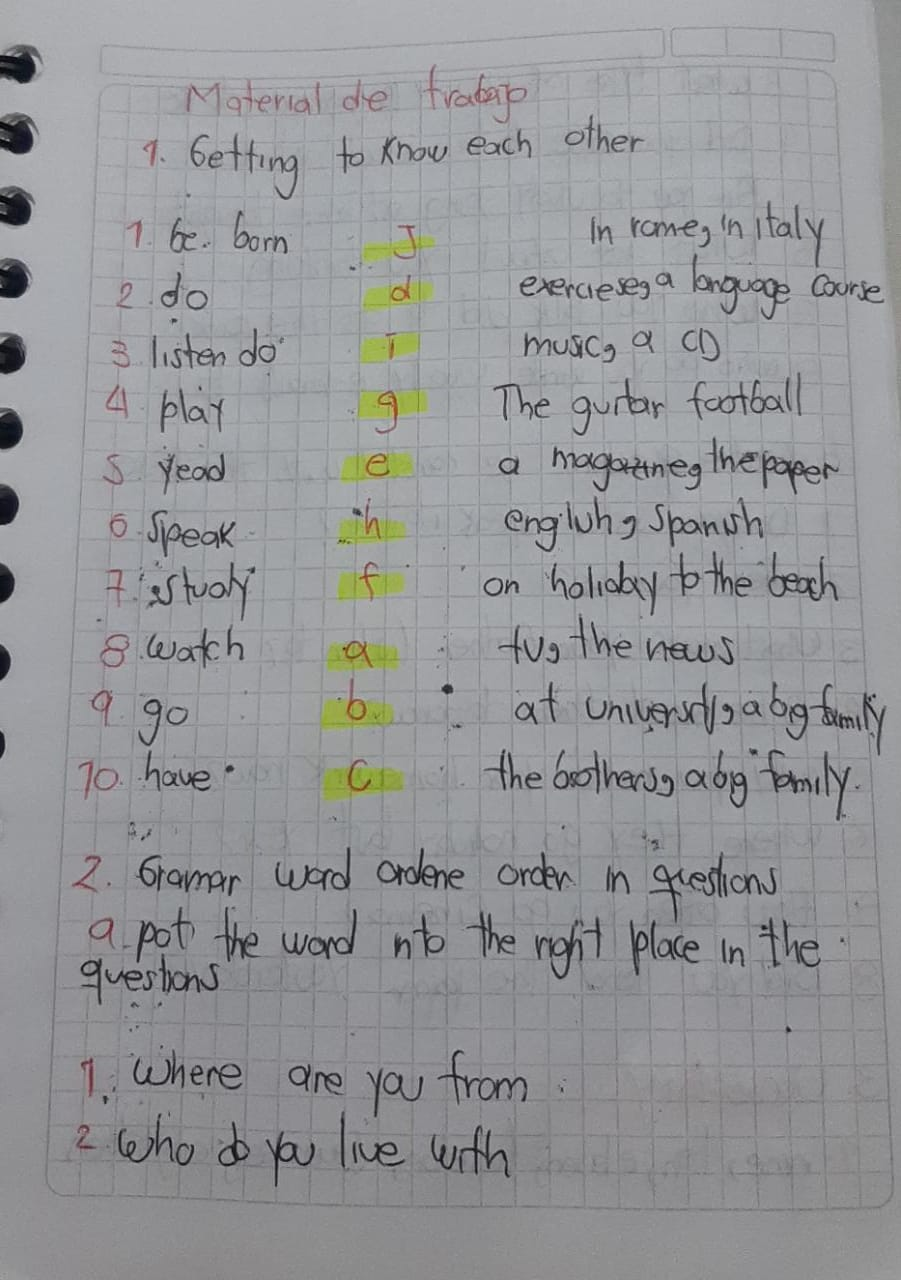 Material de trabajo
1. Getting to know each other
1. be. born J In rome, in italy
2. do d exercieses, a language course
3. listen do i music, a CD
4. play g The guitar football
5 read e a magazine, the paper
6. Speak h english, Spanish
7. study f on holiday to the beach
8. watch a tv, the news
9. go b at university, a big family
10. have c the brothers, a big family.
2. Gramar word ordene order in questions
a. pot the word nto the right place in the
questions
1. Where are you from
2 Who do you live with